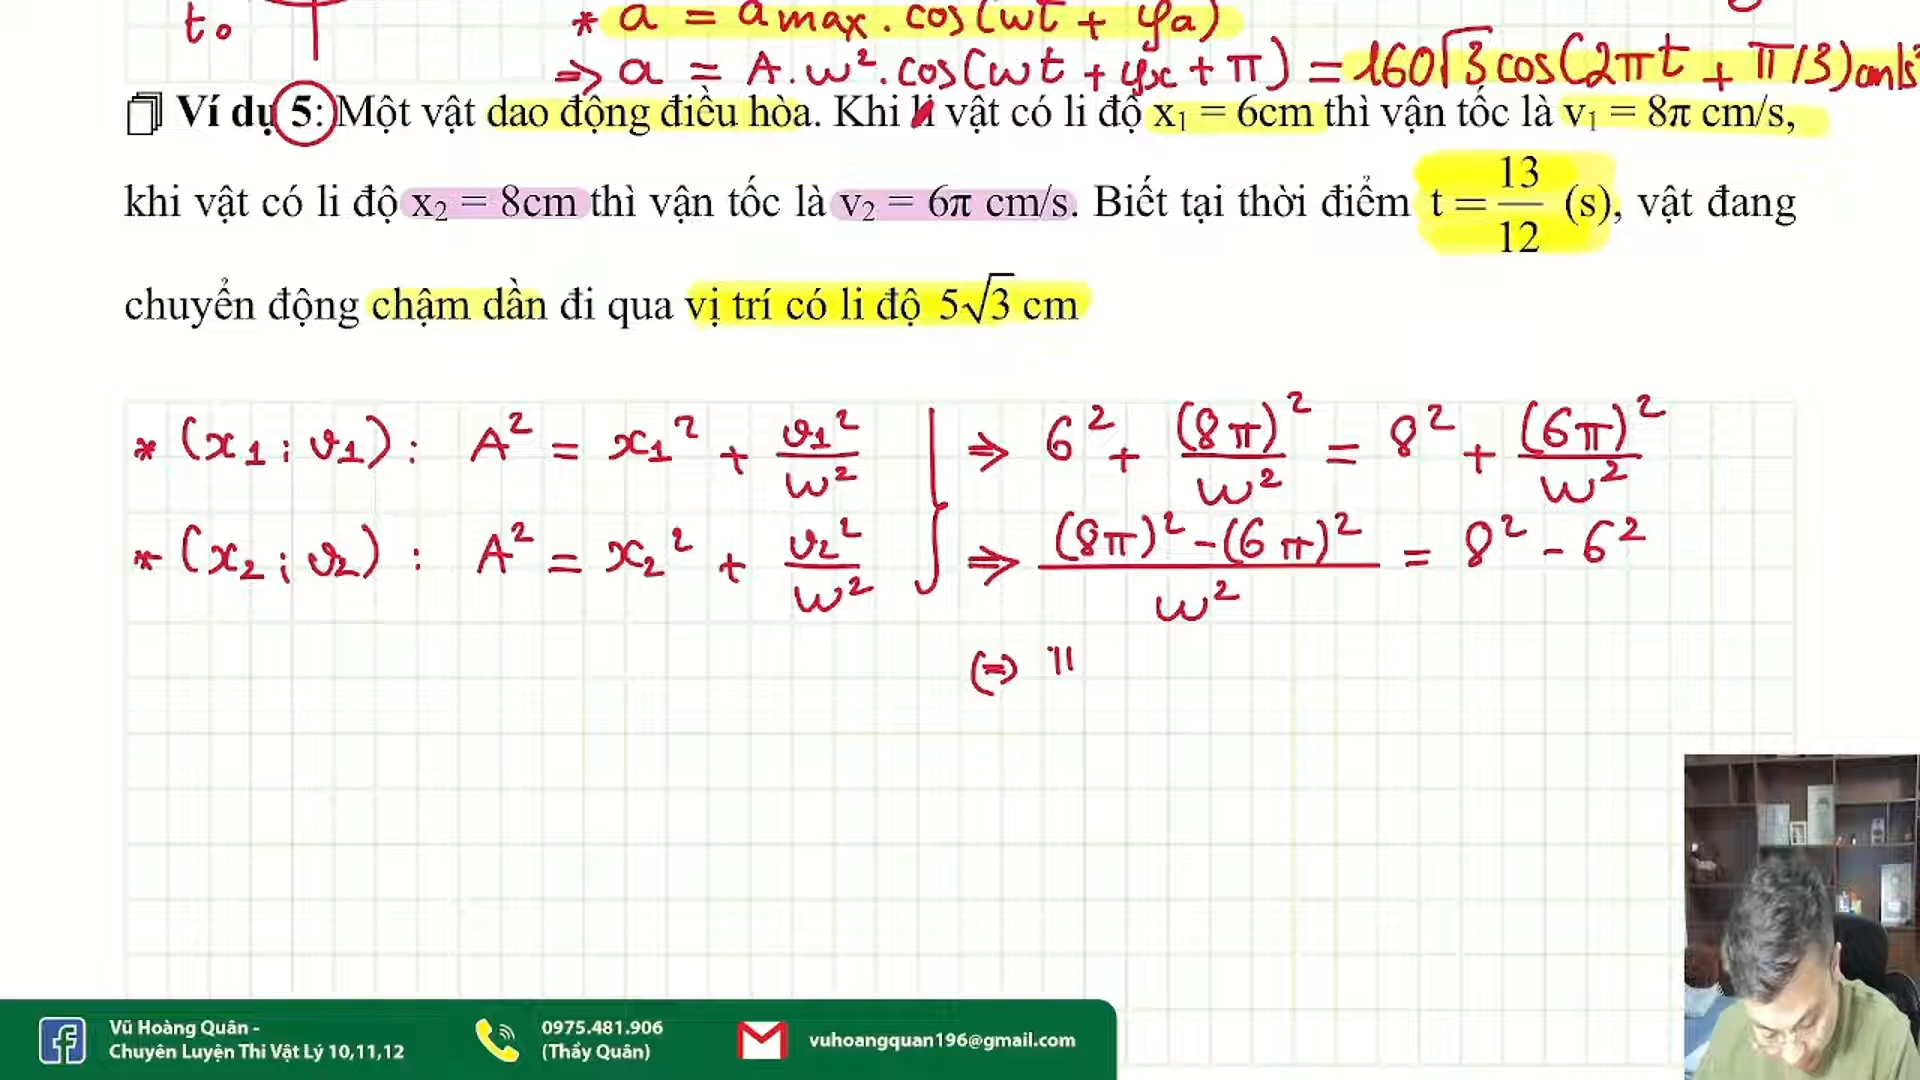 to
* a = amax.cos(ωt + φa)
⇒ a = A.ω².cos(ωt + φx + π) = 160√3cos(2πt + π/3)cm/s²
Ví dụ 5: Một vật dao động điều hòa. Khi vật có li độ x₁ = 6cm thì vận tốc là v₁ = 8π cm/s,
khi vật có li độ x₂ = 8cm thì vận tốc là v₂ = 6π cm/s. Biết tại thời điểm t = 13/12 (s), vật đang
chuyển động chậm dần đi qua vị trí có li độ 5√3 cm
* (x₁; v₁): A² = x₁² + v₁²/ω² ⇒ 6² + (8π)²/ω² = 8² + (6π)²/ω²
* (x₂; v₂): A² = x₂² + v₂²/ω² ⇒ ((8π)² - (6π)²)/ω² = 8² - 6²
(⇒) π
Vũ Hoàng Quân -
Chuyên Luyện Thi Vật Lý 10,11,12
0975.481.906
(Thầy Quân)
vuhoangquan196@gmail.com